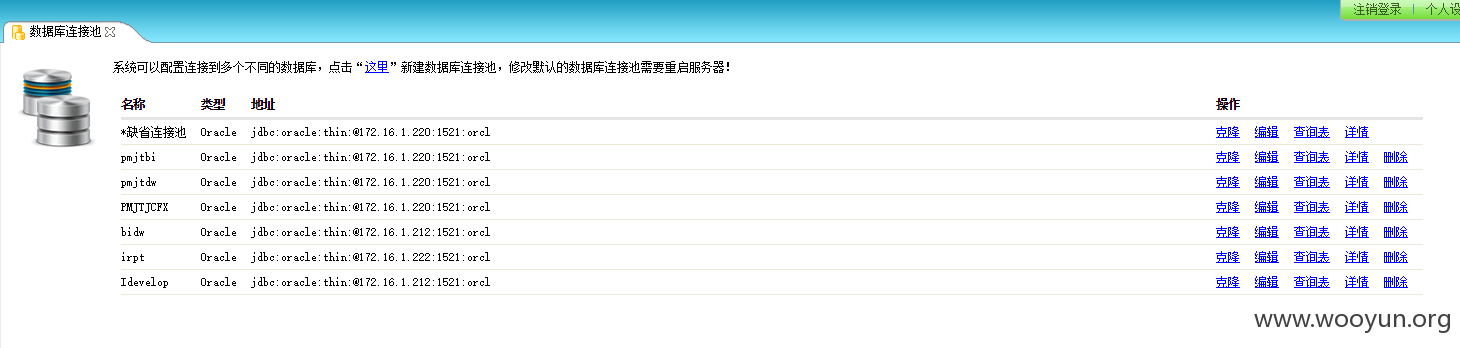 注销登录 | 个人设
数据库连接池
系统可以配置连接到多个不同的数据库，点击“这里”新建数据库连接池，修改默认的数据库连接池需要重启服务器！
名称 类型 地址 操作
*缺省连接池 Oracle jdbc:oracle:thin:@172.16.1.220:1521:orcl 克隆 编辑 查询表 详情
pmjtbi Oracle jdbc:oracle:thin:@172.16.1.220:1521:orcl 克隆 编辑 查询表 详情 删除
pmjtdw Oracle jdbc:oracle:thin:@172.16.1.220:1521:orcl 克隆 编辑 查询表 详情 删除
PMJTJCFX Oracle jdbc:oracle:thin:@172.16.1.220:1521:orcl 克隆 编辑 查询表 详情 删除
bidw Oracle jdbc:oracle:thin:@172.16.1.212:1521:orcl 克隆 编辑 查询表 详情 删除
irpt Oracle jdbc:oracle:thin:@172.16.1.222:1521:orcl 克隆 编辑 查询表 详情 删除
Idevelop Oracle jdbc:oracle:thin:@172.16.1.212:1521:orcl 克隆 编辑 查询表 详情 删除
www.wooyun.org